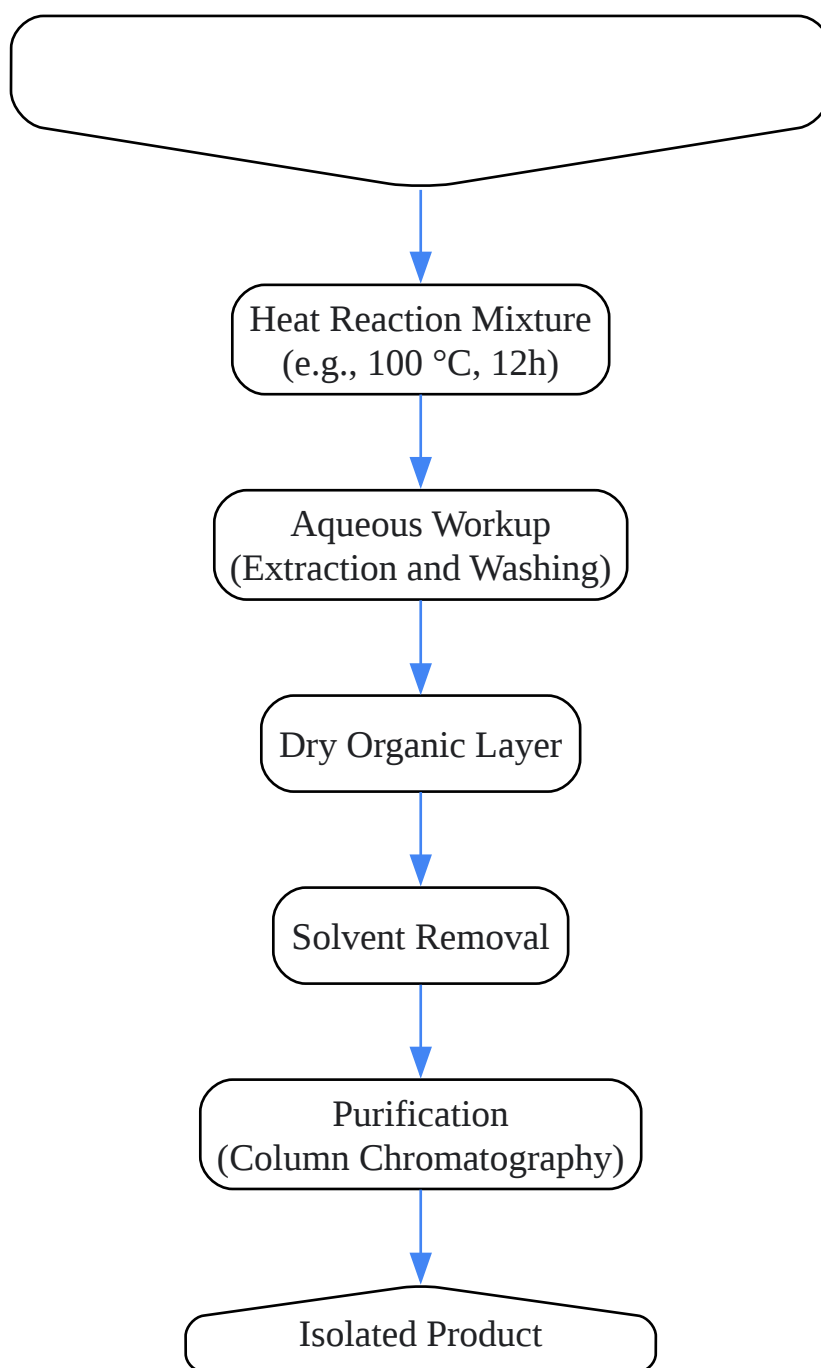 Heat Reaction Mixture
(e.g., 100 °C, 12h)
Aqueous Workup
(Extraction and Washing)
Dry Organic Layer
Solvent Removal
Purification
(Column Chromatography)
Isolated Product